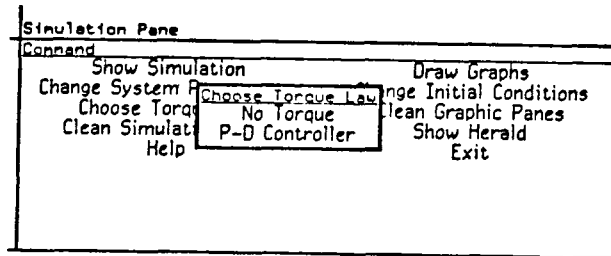 Simulation Pane
Command
Show Simulation Draw Graphs
Change System P nge Initial Conditions
Choose Torq lean Graphic Panes
Clean Simulati Show Herald
Help Exit
Choose Torque Law
No Torque
P-D Controller